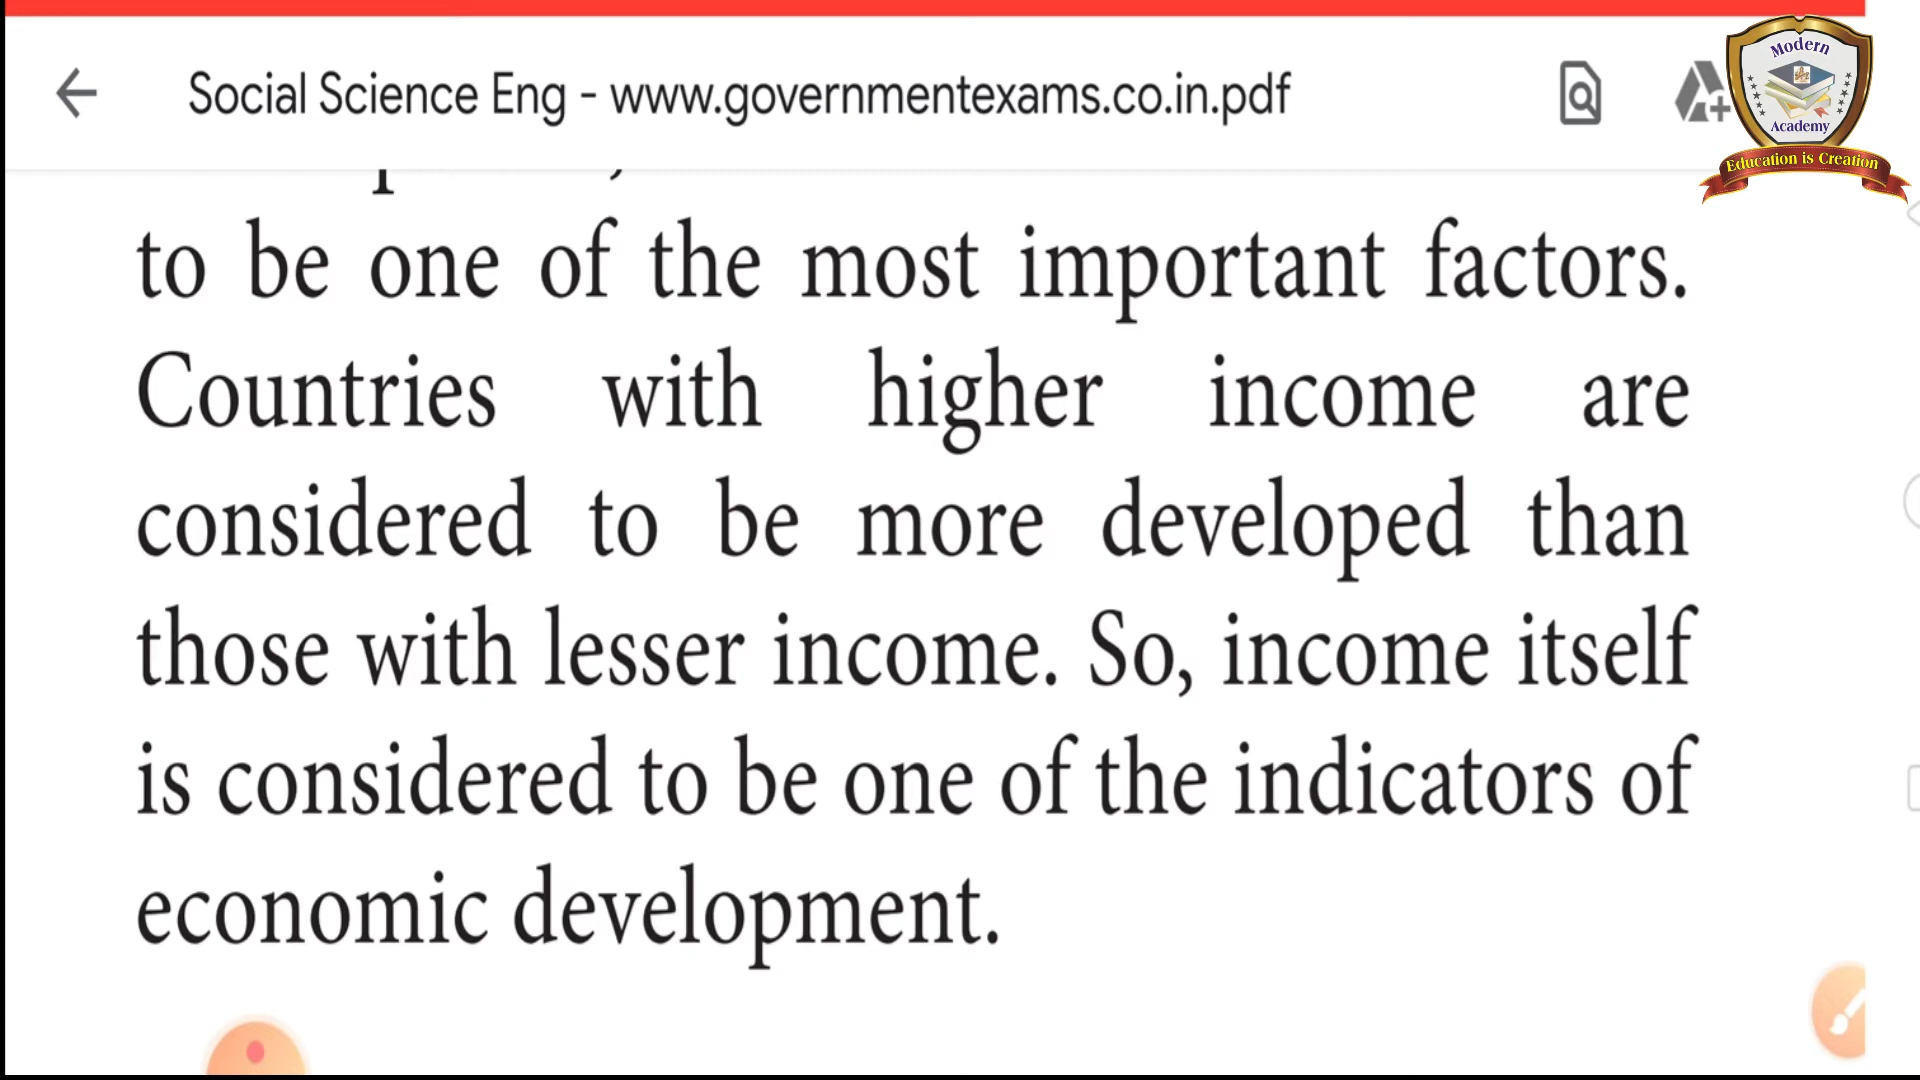 Social Science Eng - www.governmentexams.co.in.pdf
Modern
Academy
Education is Creation
to be one of the most important factors.
Countries with higher income are
considered to be more developed than
those with lesser income. So, income itself
is considered to be one of the indicators of
economic development.